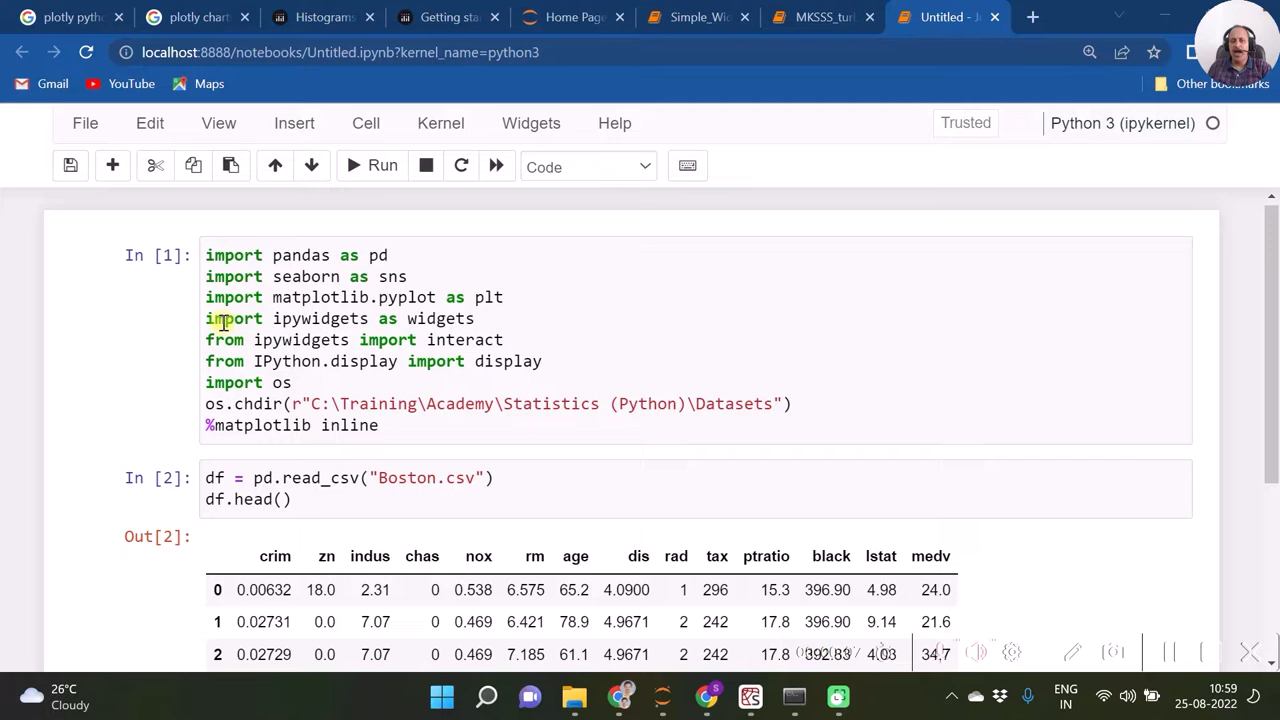 plotly pytho
plotly chart
Histograms
Getting sta
Home Page
Simple_Wid
MKSSS_turt
Untitled - Ju
localhost:8888/notebooks/Untitled.ipynb?kernel_name=python3
Gmail
YouTube
Maps
Other bookmarks
File
Edit
View
Insert
Cell
Kernel
Widgets
Help
Trusted
Python 3 (ipykernel)
Run
Code
In [1]:
import pandas as pd
import seaborn as sns
import matplotlib.pyplot as plt
import ipywidgets as widgets
from ipywidgets import interact
from IPython.display import display
import os
os.chdir(r"C:\Training\Academy\Statistics (Python)\Datasets")
%matplotlib inline
In [2]:
df = pd.read_csv("Boston.csv")
df.head()
Out[2]:
crim zn indus chas nox rm age dis rad tax ptratio black lstat medv
0 0.00632 18.0 2.31 0 0.538 6.575 65.2 4.0900 1 296 15.3 396.90 4.98 24.0
1 0.02731 0.0 7.07 0 0.469 6.421 78.9 4.9671 2 242 17.8 396.90 9.14 21.6
2 0.02729 0.0 7.07 0 0.469 7.185 61.1 4.9671 2 242 17.8 392.83 4.03 34.7
26°C
Cloudy
ENG
IN
10:59
25-08-2022